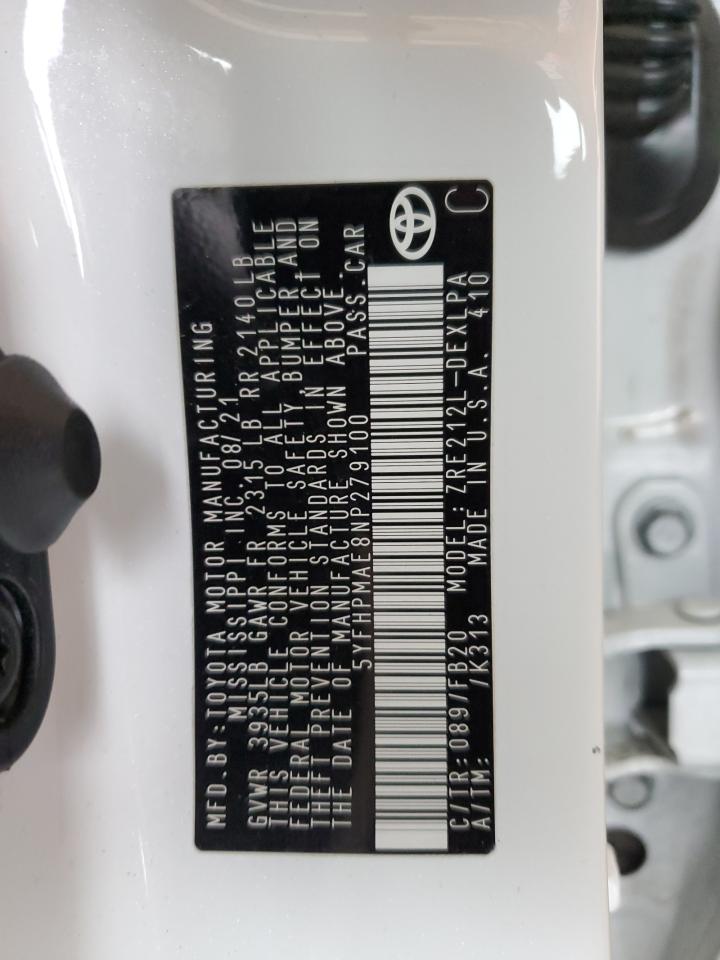 MFD.BY:TOYOTA MOTOR MANUFACTURING
MISSISSIPPI INC. 08/21
GVWR 3935LB GAWR FR 2315 LB RR 2140LB
THIS VEHICLE CONFORMS TO ALL APPLICABLE
FEDERAL MOTOR VEHICLE SAFETY, BUMPER AND
THEFT PREVENTION STANDARDS IN EFFECT ON
THE DATE OF MANUFACTURE SHOWN ABOVE.
5YFHPMAE8NP279100 PASS.CAR
C/TR: 089/FB20 MODEL: ZRE212L-DEXLPA
A/TM: /K313 MADE IN U.S.A. 410
C